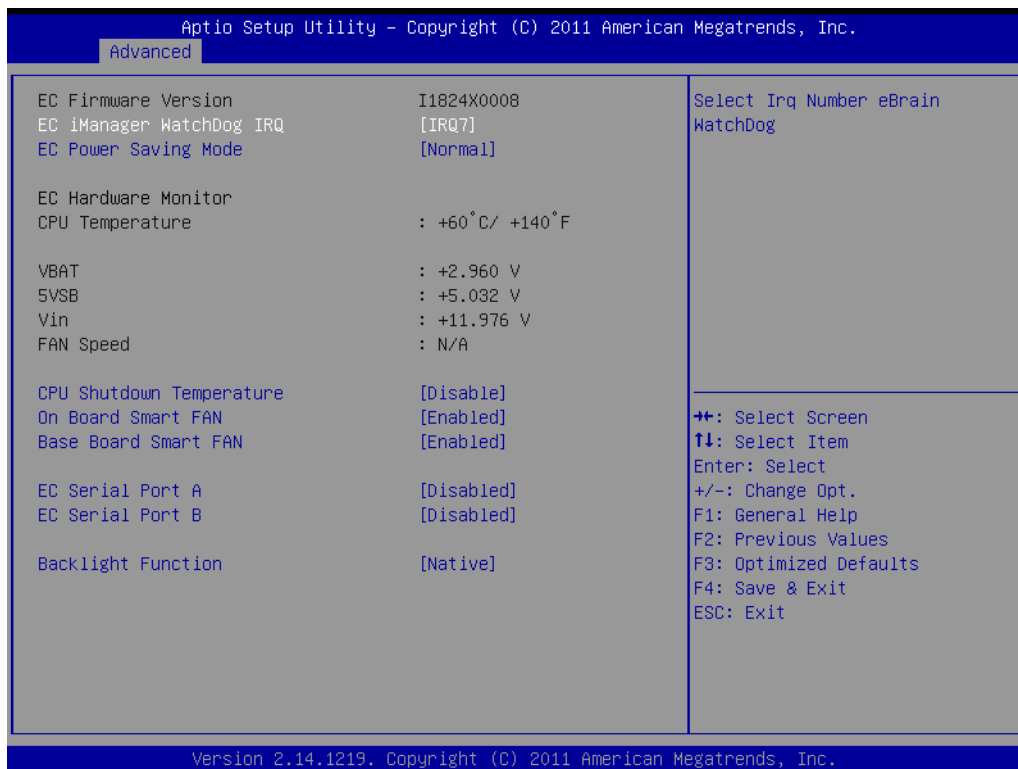 Aptio Setup Utility – Copyright (C) 2011 American Megatrends, Inc.
Advanced
EC Firmware Version I1824X0008
EC iManager WatchDog IRQ [IRQ7]
EC Power Saving Mode [Normal]
EC Hardware Monitor
CPU Temperature : +60°C/ +140°F
VBAT : +2.960 V
5VSB : +5.032 V
Vin : +11.976 V
FAN Speed : N/A
CPU Shutdown Temperature [Disable]
On Board Smart FAN [Enabled]
Base Board Smart FAN [Enabled]
EC Serial Port A [Disabled]
EC Serial Port B [Disabled]
Backlight Function [Native]
Select Irq Number eBrain
WatchDog
→←: Select Screen
↑↓: Select Item
Enter: Select
+/-: Change Opt.
F1: General Help
F2: Previous Values
F3: Optimized Defaults
F4: Save & Exit
ESC: Exit
Version 2.14.1219. Copyright (C) 2011 American Megatrends, Inc.